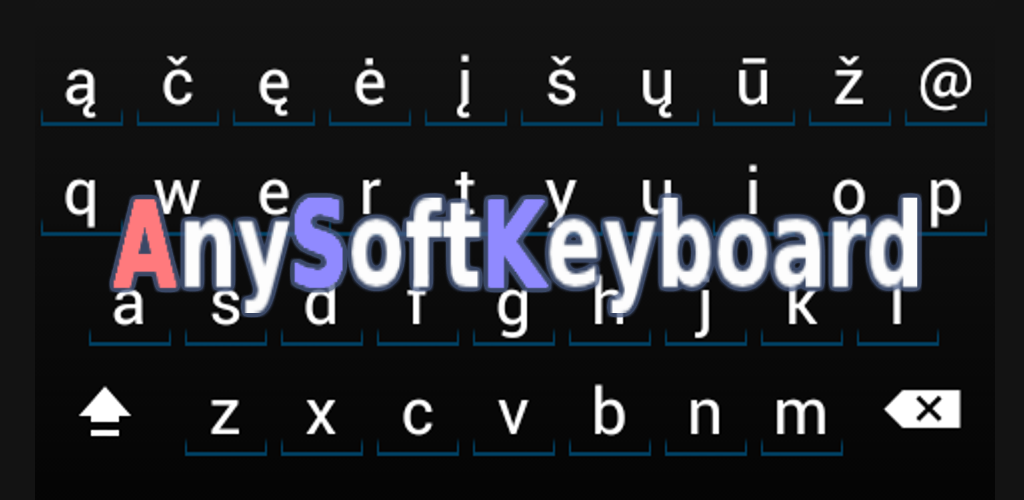 ą č ę ė į š ų ū ž @
q w e r t y u i o p
AnySoftKeyboard
a s d f g h j k l
z x c v b n m